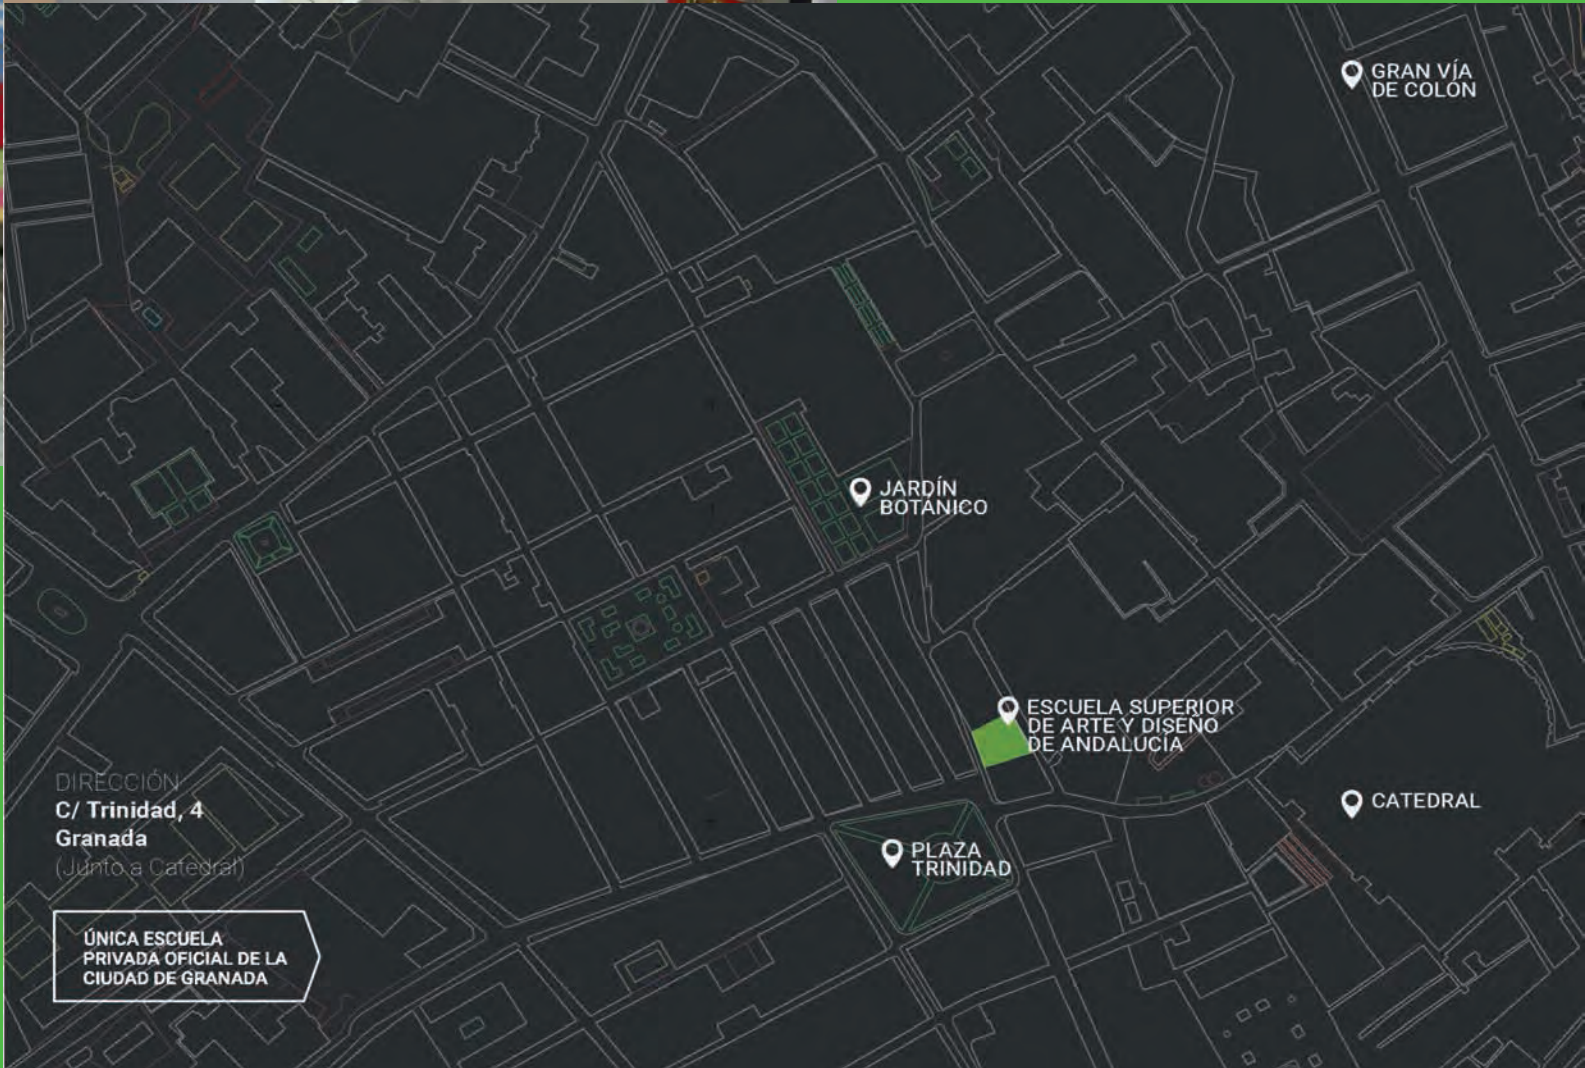 GRAN VÍA
DE COLÓN
JARDÍN
BOTÁNICO
ESCUELA SUPERIOR
DE ARTE Y DISEÑO
DE ANDALUCÍA
DIRECCIÓN
C/ Trinidad, 4
Granada
(Junto a Catedral)
CATEDRAL
PLAZA
TRINIDAD
ÚNICA ESCUELA
PRIVADA OFICIAL DE LA
CIUDAD DE GRANADA